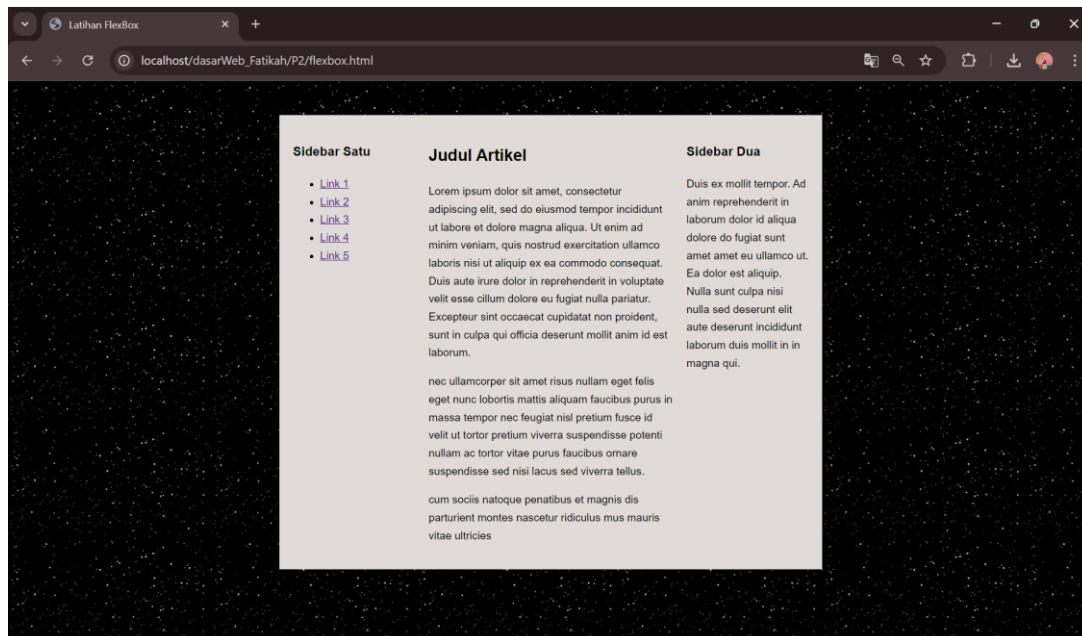 Latihan FlexBox
localhost/dasarWeb_Fatikah/P2/flexbox.html
Sidebar Satu
Link 1
Link 2
Link 3
Link 4
Link 5
Judul Artikel
Lorem ipsum dolor sit amet, consectetur
adipiscing elit, sed do eiusmod tempor incididunt
ut labore et dolore magna aliqua. Ut enim ad
minim veniam, quis nostrud exercitation ullamco
laboris nisi ut aliquip ex ea commodo consequat.
Duis aute irure dolor in reprehenderit in voluptate
velit esse cillum dolore eu fugiat nulla pariatur.
Excepteur sint occaecat cupidatat non proident,
sunt in culpa qui officia deserunt mollit anim id est
laborum.
nec ullamcorper sit amet risus nullam eget felis
eget nunc lobortis mattis aliquam faucibus purus in
massa tempor nec feugiat nisl pretium fusce id
velit ut tortor pretium viverra suspendisse potenti
nullam ac tortor vitae purus faucibus ornare
suspendisse sed nisi lacus sed viverra tellus.
cum sociis natoque penatibus et magnis dis
parturient montes nascetur ridiculus mus mauris
vitae ultricies
Sidebar Dua
Duis ex mollit tempor. Ad
anim reprehenderit in
laborum dolor id aliqua
dolore do fugiat sunt
amet amet eu ullamco ut.
Ea dolor est aliquip.
Nulla sunt culpa nisi
nulla sed deserunt elit
aute deserunt incididunt
laborum duis mollit in in
magna qui.